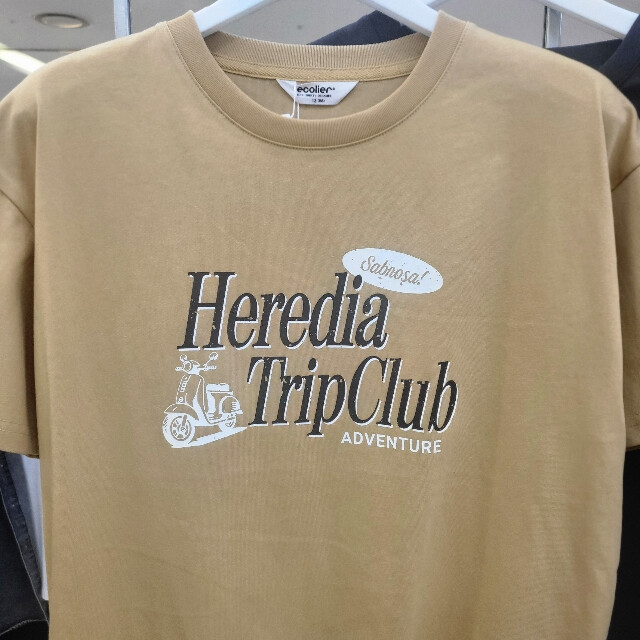 ecolier
Sabrosa!
Heredia
TripClub
ADVENTURE